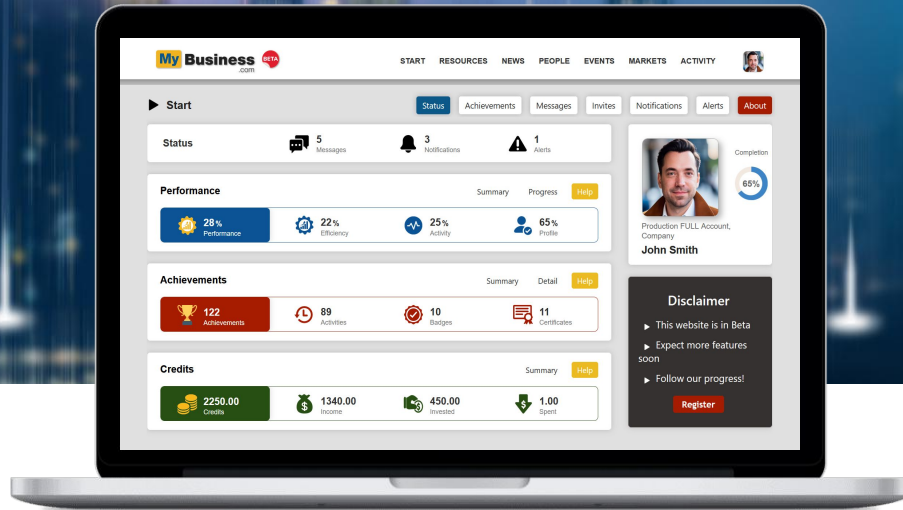 My Business BETA
.com
START RESOURCES NEWS PEOPLE EVENTS MARKETS ACTIVITY
Start
Status Achievements Messages Invites Notifications Alerts About
Status
5
Messages
3
Notifications
1
Alerts
Performance
Summary Progress Help
28%
Performance
22%
Efficiency
25%
Activity
65%
Profile
Achievements
Summary Detail Help
122
Achievements
89
Activities
10
Badges
11
Certificates
Credits
Summary Help
2250.00
Credits
1340.00
Income
450.00
Invested
1.00
Spent
Completion
65%
Production FULL Account,
Company
John Smith
Disclaimer
This website is in Beta
Expect more features
soon
Follow our progress!
Register